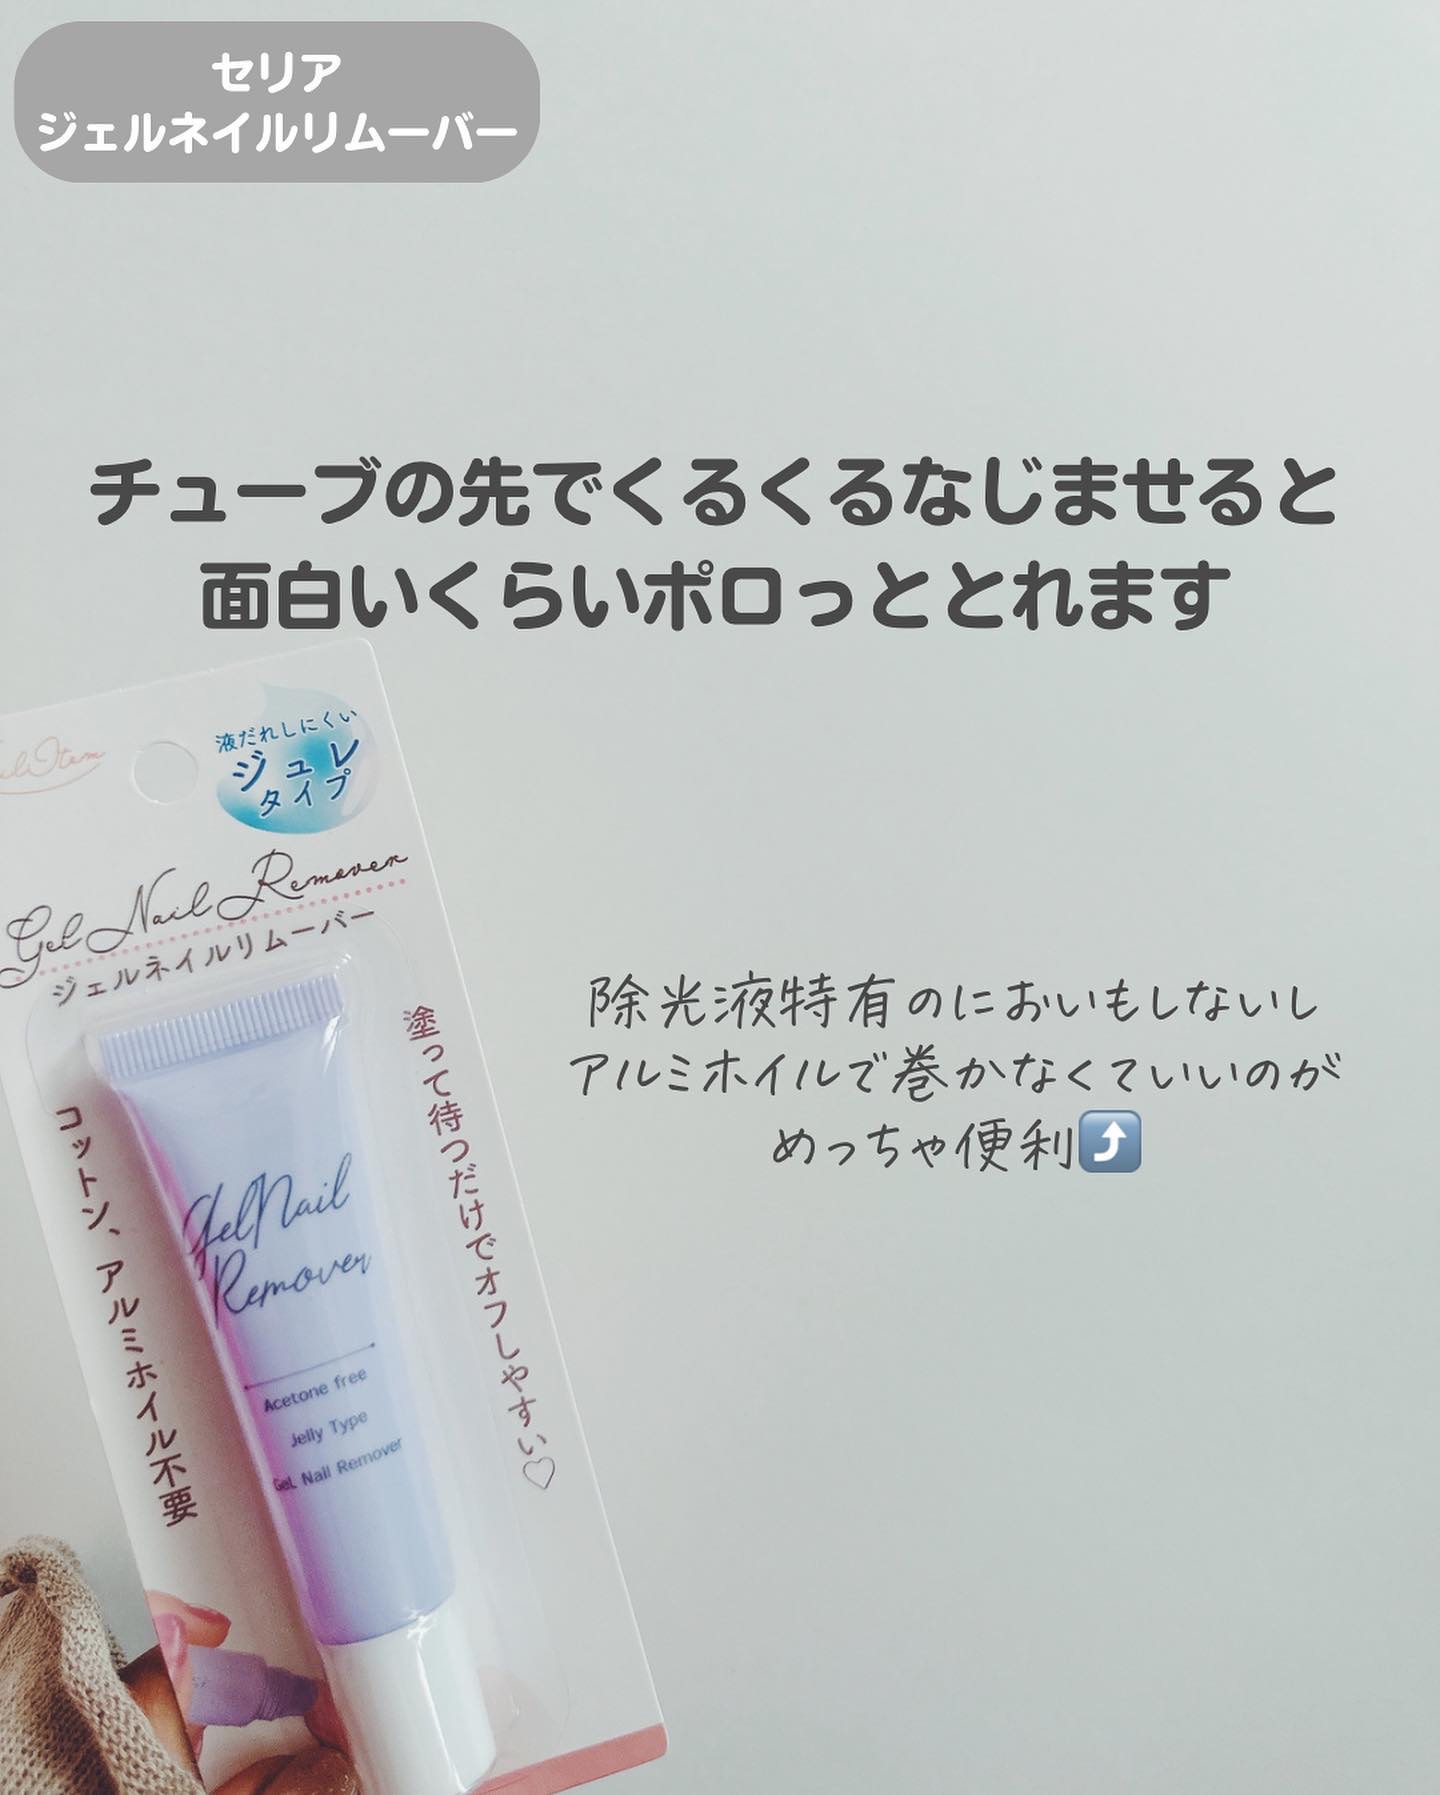 セリア
ジェルネイルリムーバー
チューブの先でくるくるなじませると
面白いくらいポロっととれます
液だれしにくい
ジュレ
タイプ
Gel Nail Remover
ジェルネイルリムーバー
塗って待つだけでオフしやすい♡
コットン、アルミホイル不要
Gel Nail
Remover
Acetone free
Jelly Type
GeL Nail Remover
除光液特有のにおいもしないし
アルミホイルで巻かなくていいのが
めっちゃ便利⤴️